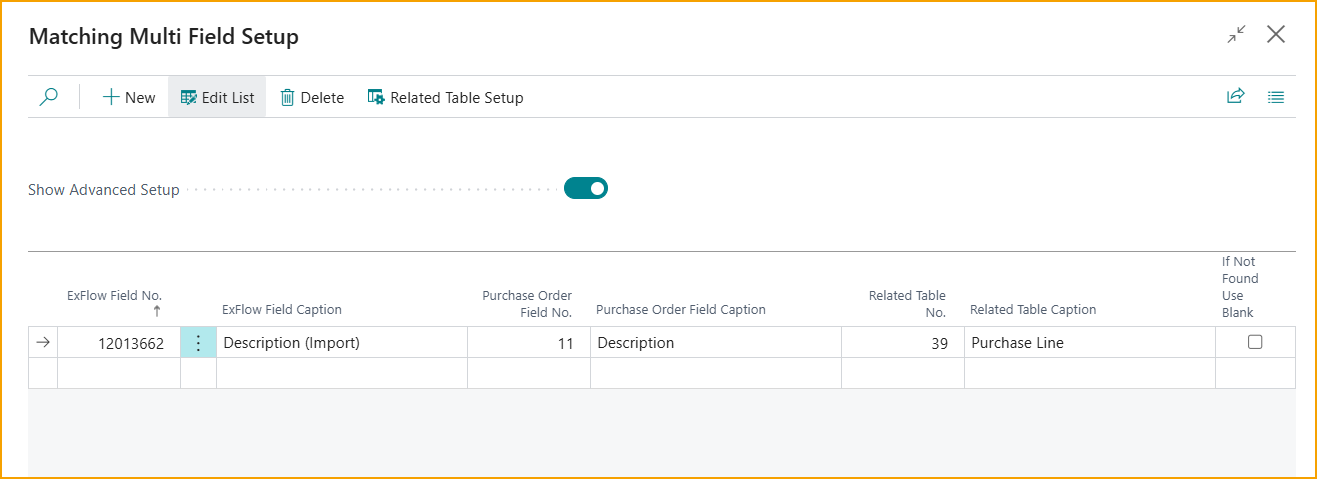 Matching Multi Field Setup
New Edit List Delete Related Table Setup
Show Advanced Setup
ExFlow Field No. ↑
ExFlow Field Caption
Purchase Order
Field No.
Purchase Order Field Caption
Related Table
No.
Related Table Caption
If Not
Found
Use
Blank
12013662 Description (Import) 11 Description 39 Purchase Line